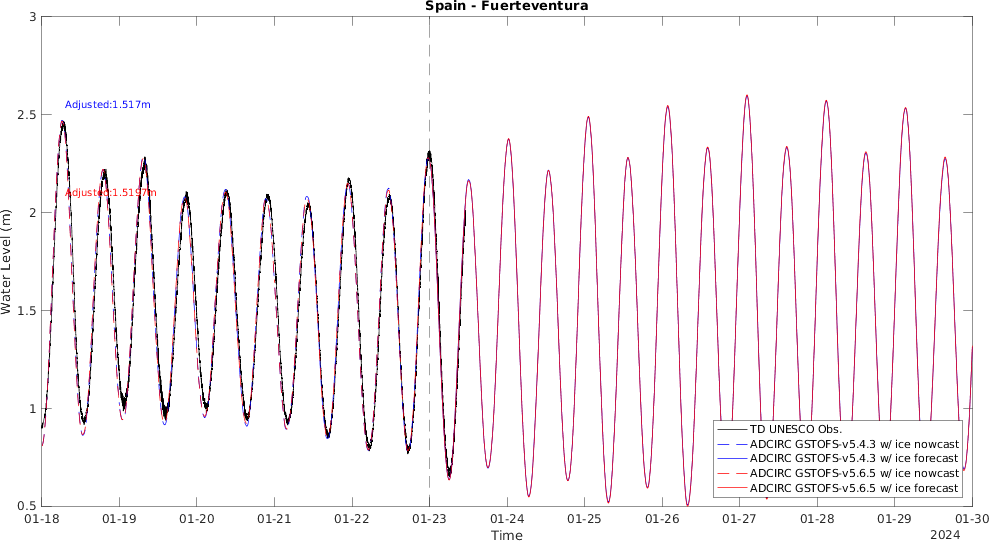 Spain - Fuerteventura
3
2.5
2
1.5
1
0.5
Water Level (m)
Adjusted:1.517m
Adjusted:1.5197m
TD UNESCO Obs.
ADCIRC GSTOFS-v5.4.3 w/ ice nowcast
ADCIRC GSTOFS-v5.4.3 w/ ice forecast
ADCIRC GSTOFS-v5.6.5 w/ ice nowcast
ADCIRC GSTOFS-v5.6.5 w/ ice forecast
01-18 01-19 01-20 01-21 01-22 01-23 01-24 01-25 01-26 01-27 01-28 01-29 01-30
Time
2024